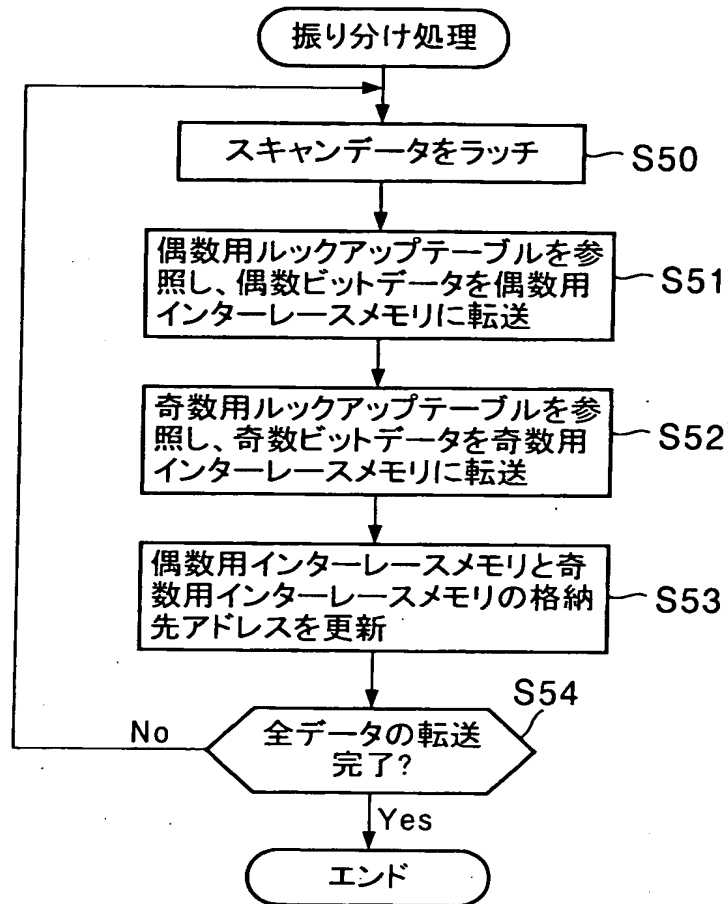 振り分け処理
スキャンデータをラッチ
S50
偶数用ルックアップテーブルを参
照し、偶数ビットデータを偶数用
インターレースメモリに転送
S51
奇数用ルックアップテーブルを参
照し、奇数ビットデータを奇数用
インターレースメモリに転送
S52
偶数用インターレースメモリと奇
数用インターレースメモリの格納
先アドレスを更新
S53
S54
全データの転送
完了?
No
Yes
エンド